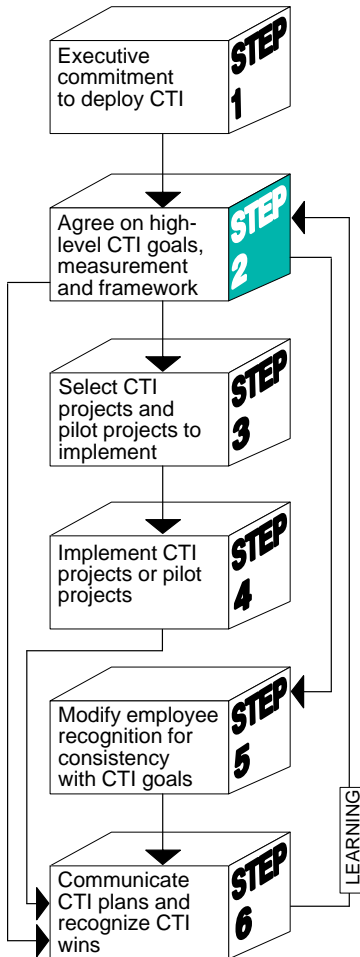 Executive
commitment
to deploy CTI
STEP
1
Agree on high-
level CTI goals,
measurement
and framework
STEP
2
Select CTI
projects and
pilot projects to
implement
STEP
3
Implement CTI
projects or pilot
projects
STEP
4
Modify employee
recognition for
consistency
with CTI goals
STEP
5
Communicate
CTI plans and
recognize CTI
wins
STEP
6
LEARNING